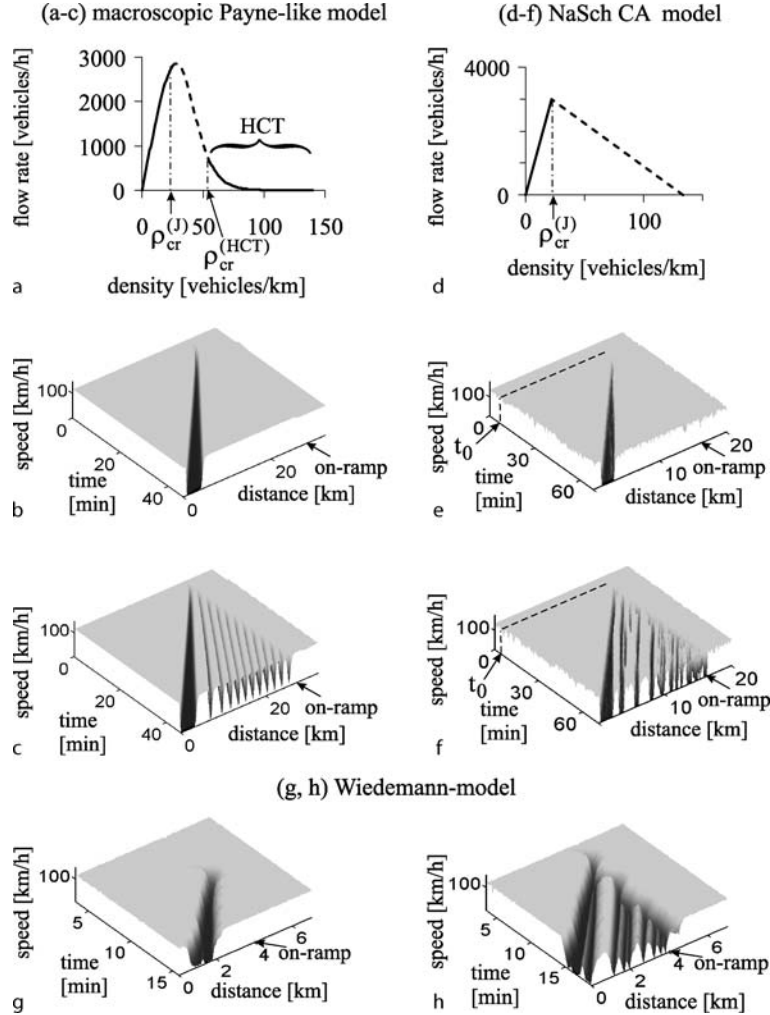 (a-c) macroscopic Payne-like model
(d-f) NaSch CA model
flow rate [vehicles/h]
3000
2000
1000
0
HCT
0 50 100 150
ρcr(J)
ρcr(HCT)
density [vehicles/km]
a
flow rate [vehicles/h]
4000
0
0 100
ρcr(J)
density [vehicles/km]
d
speed [km/h]
100
0
20
40
time
[min]
0
20
on-ramp
distance [km]
b
speed [km/h]
100
0
t0
30
60
time
[min]
0
10
20
on-ramp
distance [km]
e
speed [km/h]
100
0
20
40
time
[min]
0
20
on-ramp
distance [km]
c
speed [km/h]
100
0
t0
30
60
time
[min]
0
10
20
on-ramp
distance [km]
f
(g, h) Wiedemann-model
speed [km/h]
100
5
10
15
time
[min]
0
2
4
6
on-ramp
distance [km]
g
speed [km/h]
100
5
10
15
time
[min]
0
2
4
6
on-ramp
distance [km]
h